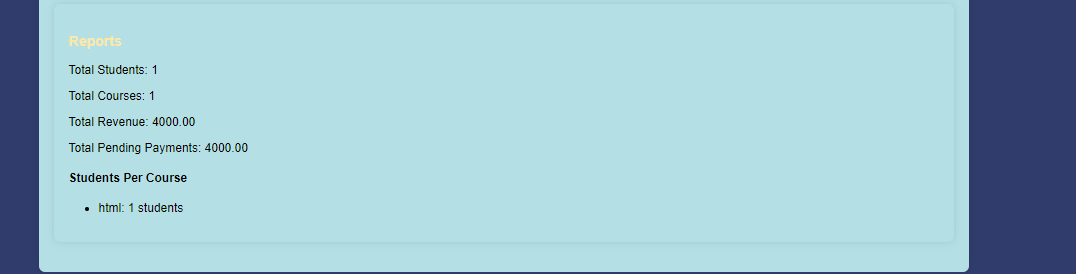 Reports
Total Students: 1
Total Courses: 1
Total Revenue: 4000.00
Total Pending Payments: 4000.00
Students Per Course
html: 1 students